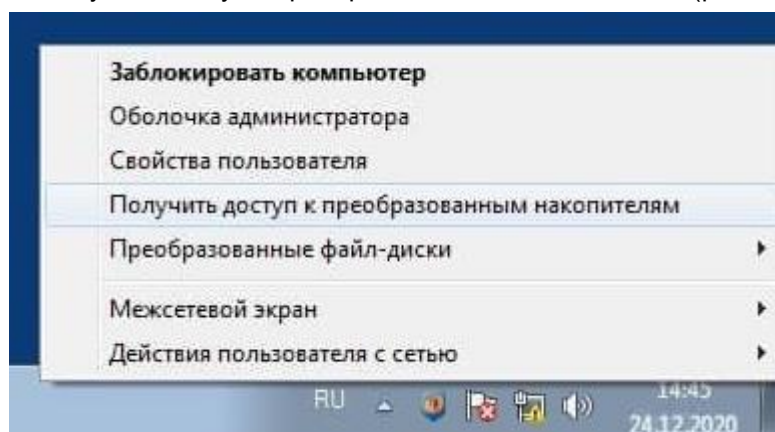 Заблокировать компьютер
Оболочка администратора
Свойства пользователя
Получить доступ к преобразованным накопителям
Преобразованные файл-диски
Межсетевой экран
Действия пользователя с сетью
RU
14:45
24.12.2020